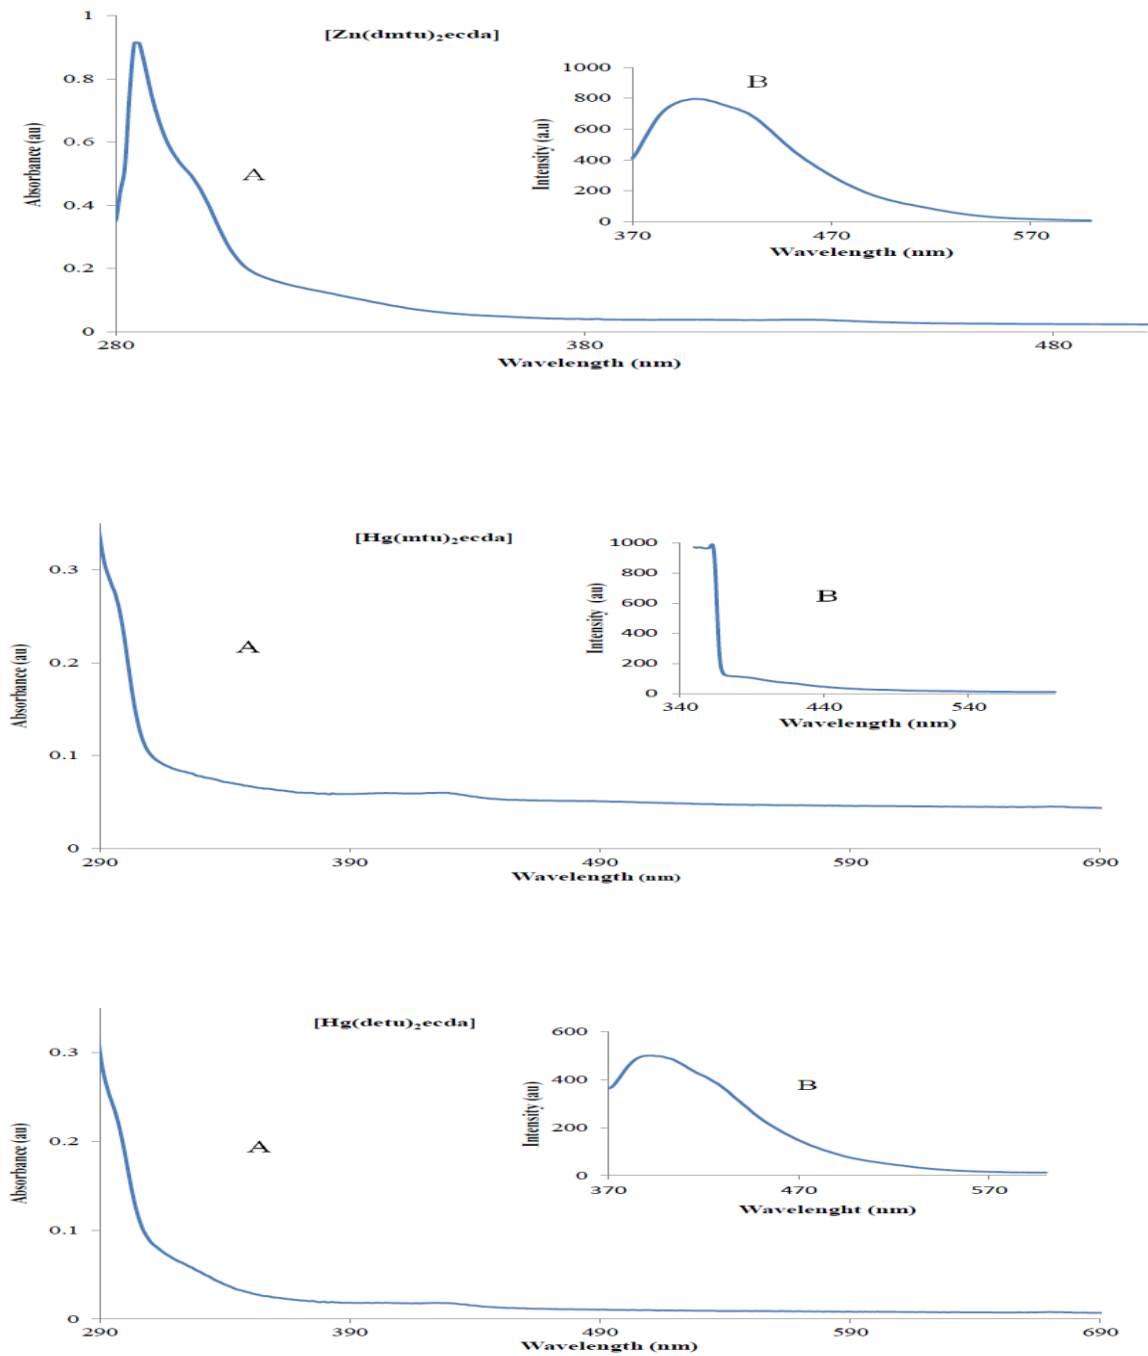 [Zn(dmtu)₂ecda]
Absorbance (au)
1
0.8
0.6
0.4
0.2
0
280
380
480
Wavelength (nm)
A
B
Intensity (a.u)
1000
800
600
400
200
0
370
470
570
Wavelength (nm)
[Hg(mtu)₂ecda]
Absorbance (au)
0.3
0.2
0.1
0
290
390
490
590
690
Wavelength (nm)
A
B
Intensity (au)
1000
800
600
400
200
0
340
440
540
Wavelength (nm)
[Hg(detu)₂ecda]
Absorbance (au)
0.3
0.2
0.1
0
290
390
490
590
690
Wavelength (nm)
A
B
Intensity (au)
600
400
200
0
370
470
570
Wavelenght (nm)